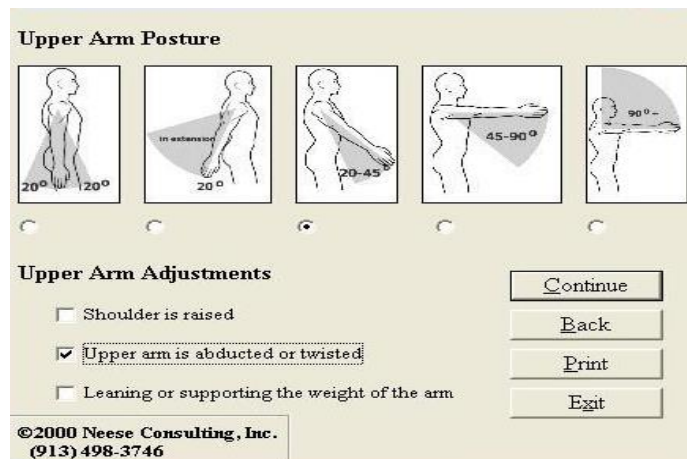 Upper Arm Posture
20° 20°
in extension
20°
20-45°
45-90°
90°
Upper Arm Adjustments
Shoulder is raised
Upper arm is abducted or twisted
Leaning or supporting the weight of the arm
Continue
Back
Print
Exit
©2000 Neese Consulting, Inc.
(913) 498-3746